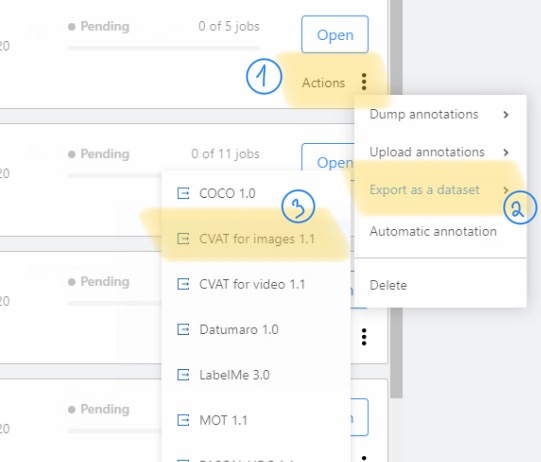 Pending
0 of 5 jobs
Open
20
1
Actions
Dump annotations
Pending
0 of 11 jobs
Open
Upload annotations
20
COCO 1.0
3
Export as a dataset
2
CVAT for images 1.1
Automatic annotation
Pending
CVAT for video 1.1
Delete
20
Datumaro 1.0
LabelMe 3.0
Pending
MOT 1.1
20